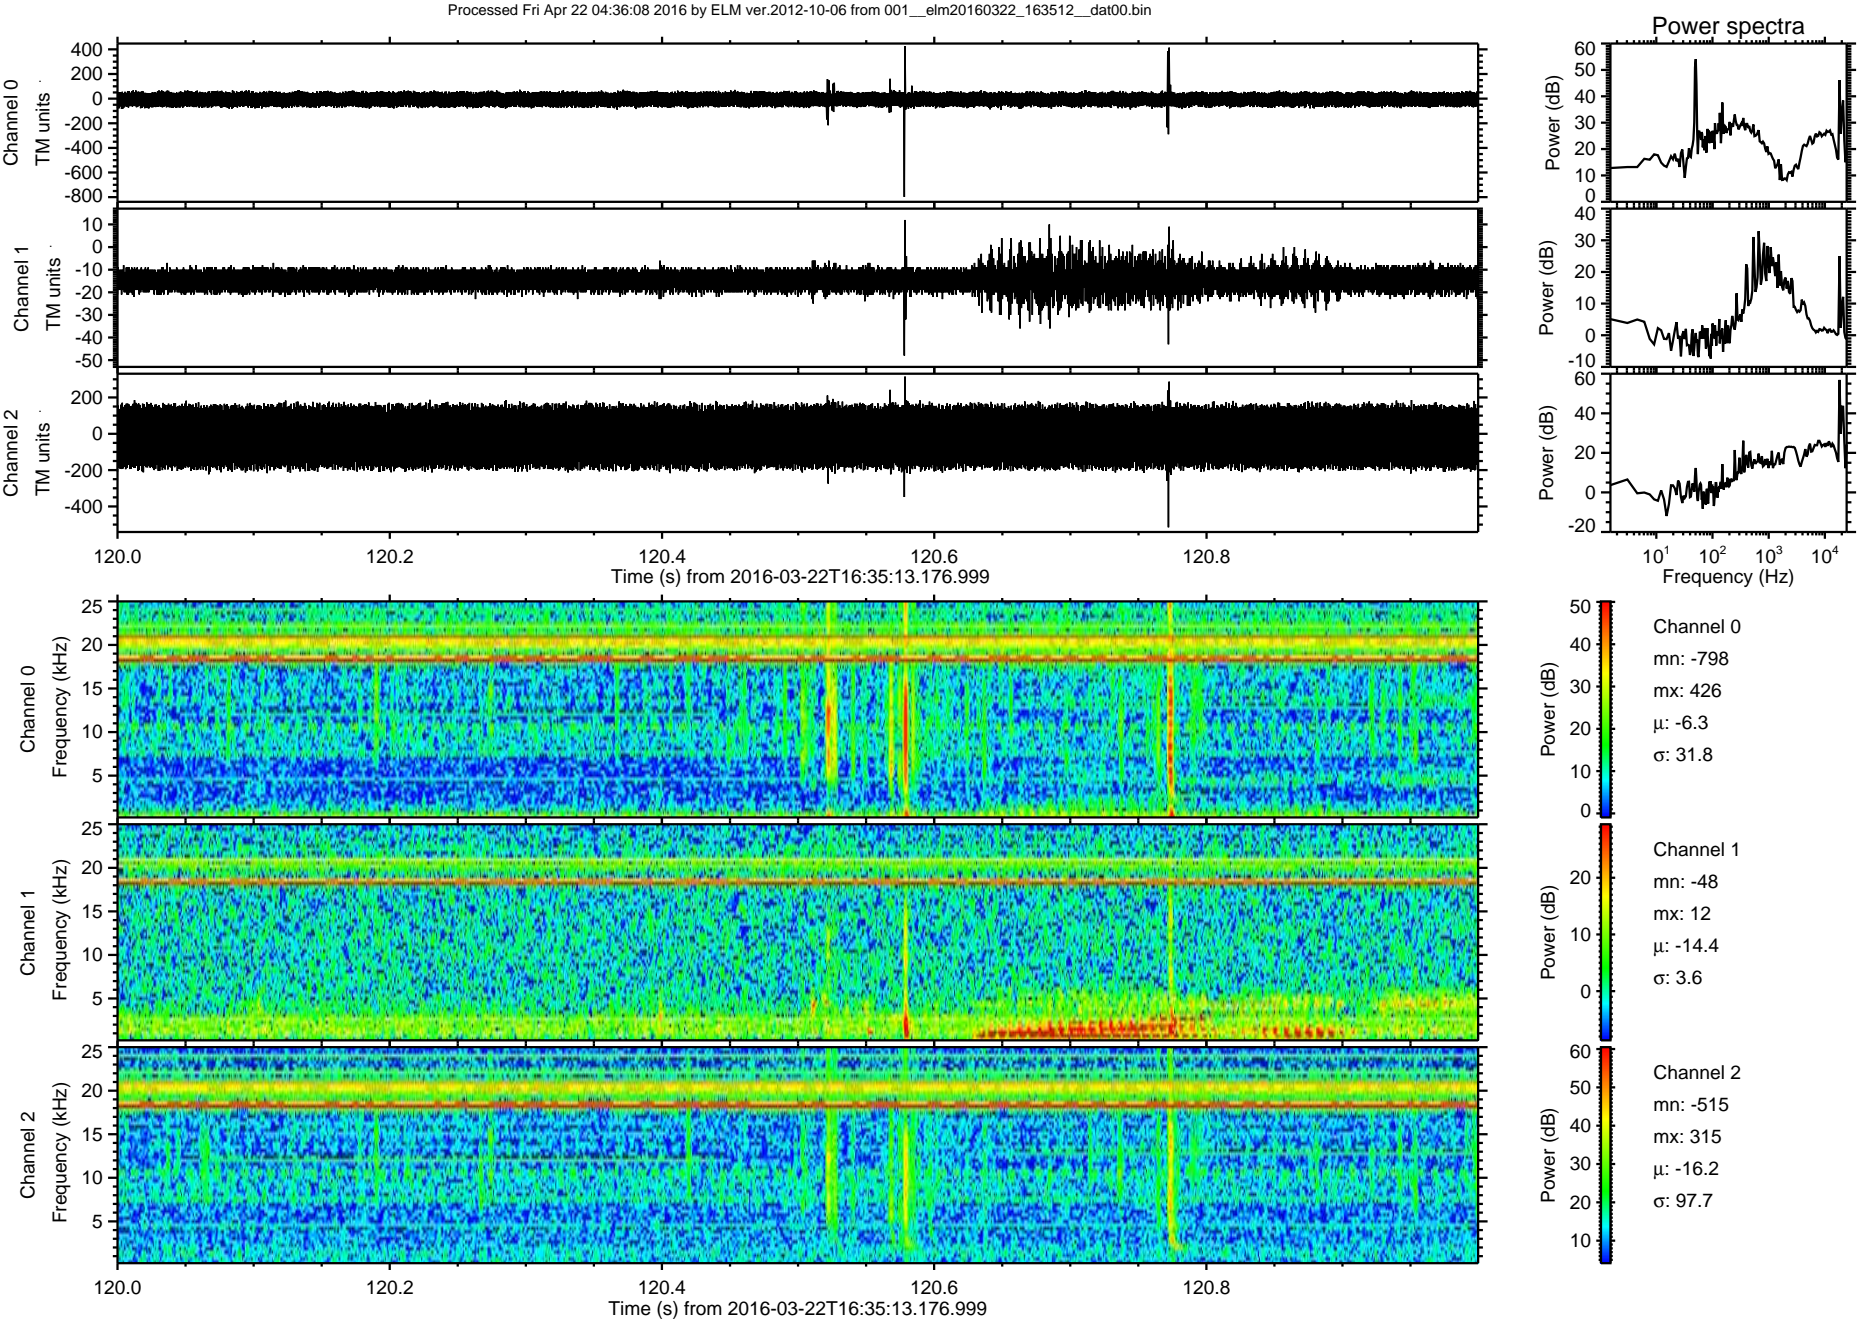 Processed Fri Apr 22 04:36:08 2016 by ELM ver.2012-10-06 from 001__elm20160322_163512__dat00.bin
Power spectra
Channel 0
TM units
400
200
0
-200
-400
-600
-800
Power (dB)
60
50
40
30
20
10
0
Channel 1
TM units
10
0
-10
-20
-30
-40
-50
Power (dB)
40
30
20
10
0
-10
Channel 2
TM units
200
0
-200
-400
Power (dB)
60
40
20
0
-20
120.0 120.2 120.4 120.6 120.8
Time (s) from 2016-03-22T16:35:13.176.999
10¹ 10² 10³ 10⁴
Frequency (Hz)
Channel 0
Frequency (kHz)
25
20
15
10
5
Power (dB)
50
40
30
20
10
0
Channel 0
mn: -798
mx: 426
µ: -6.3
σ: 31.8
Channel 1
Frequency (kHz)
25
20
15
10
5
Power (dB)
20
10
0
Channel 1
mn: -48
mx: 12
µ: -14.4
σ: 3.6
Channel 2
Frequency (kHz)
25
20
15
10
5
Power (dB)
60
50
40
30
20
10
Channel 2
mn: -515
mx: 315
µ: -16.2
σ: 97.7
120.0 120.2 120.4 120.6 120.8
Time (s) from 2016-03-22T16:35:13.176.999